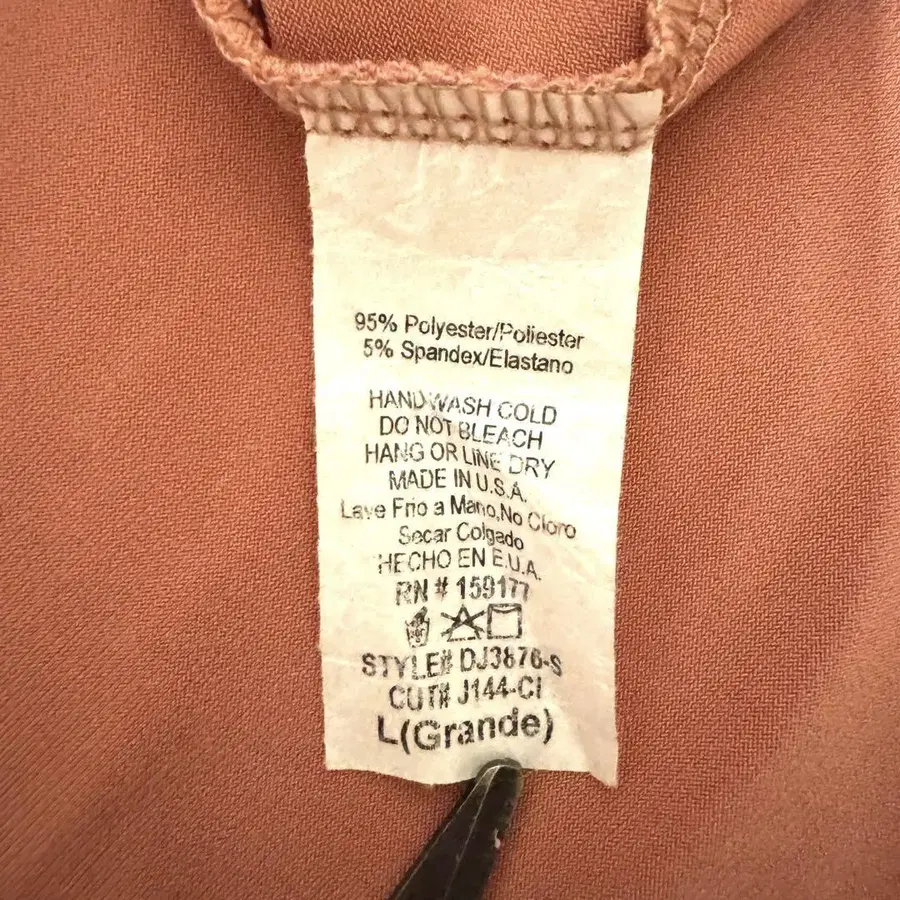 95% Polyester/Poliester
5% Spandex/Elastano
HAND WASH COLD
DO NOT BLEACH
HANG OR LINE DRY
MADE IN U.S.A.
Lave Frio a Mano,No Cloro
Secar Colgado
HECHO EN E.U.A.
RN # 159177
STYLE# DJ3876-S
CUT# J144-CI
L(Grande)